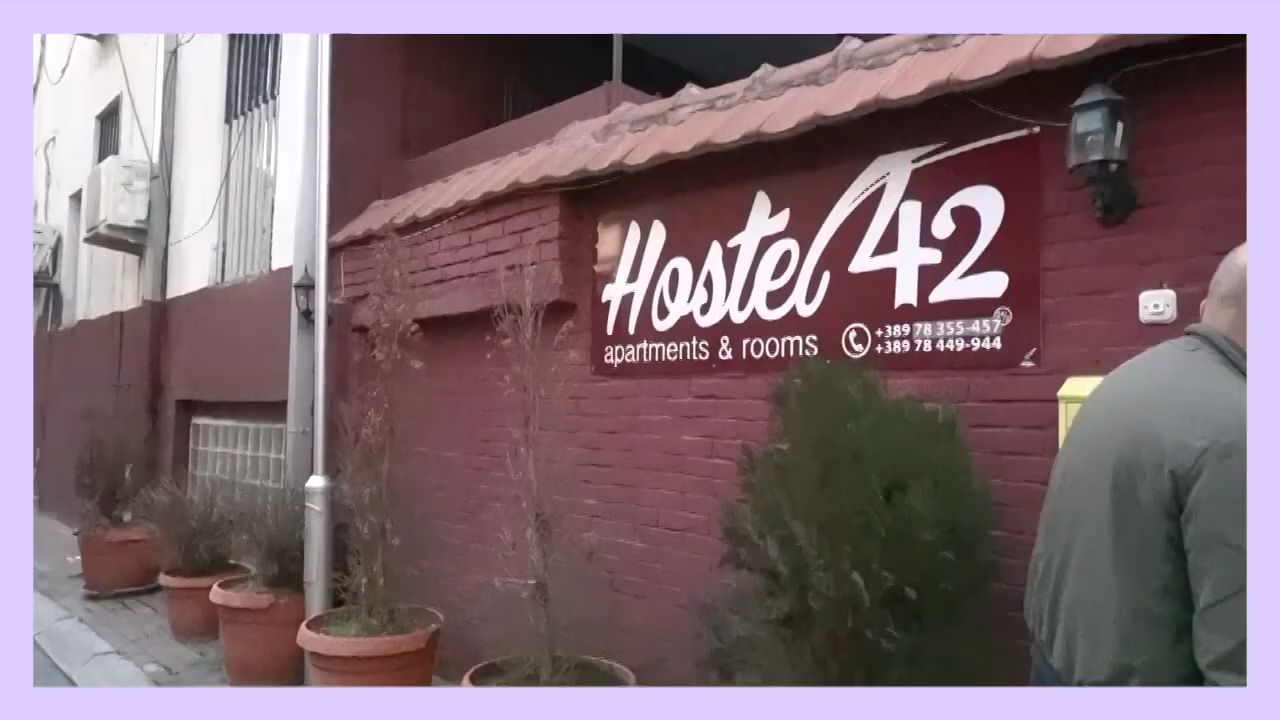 Hostel 42
apartments & rooms
+389 78 355-457
+389 78 449-944